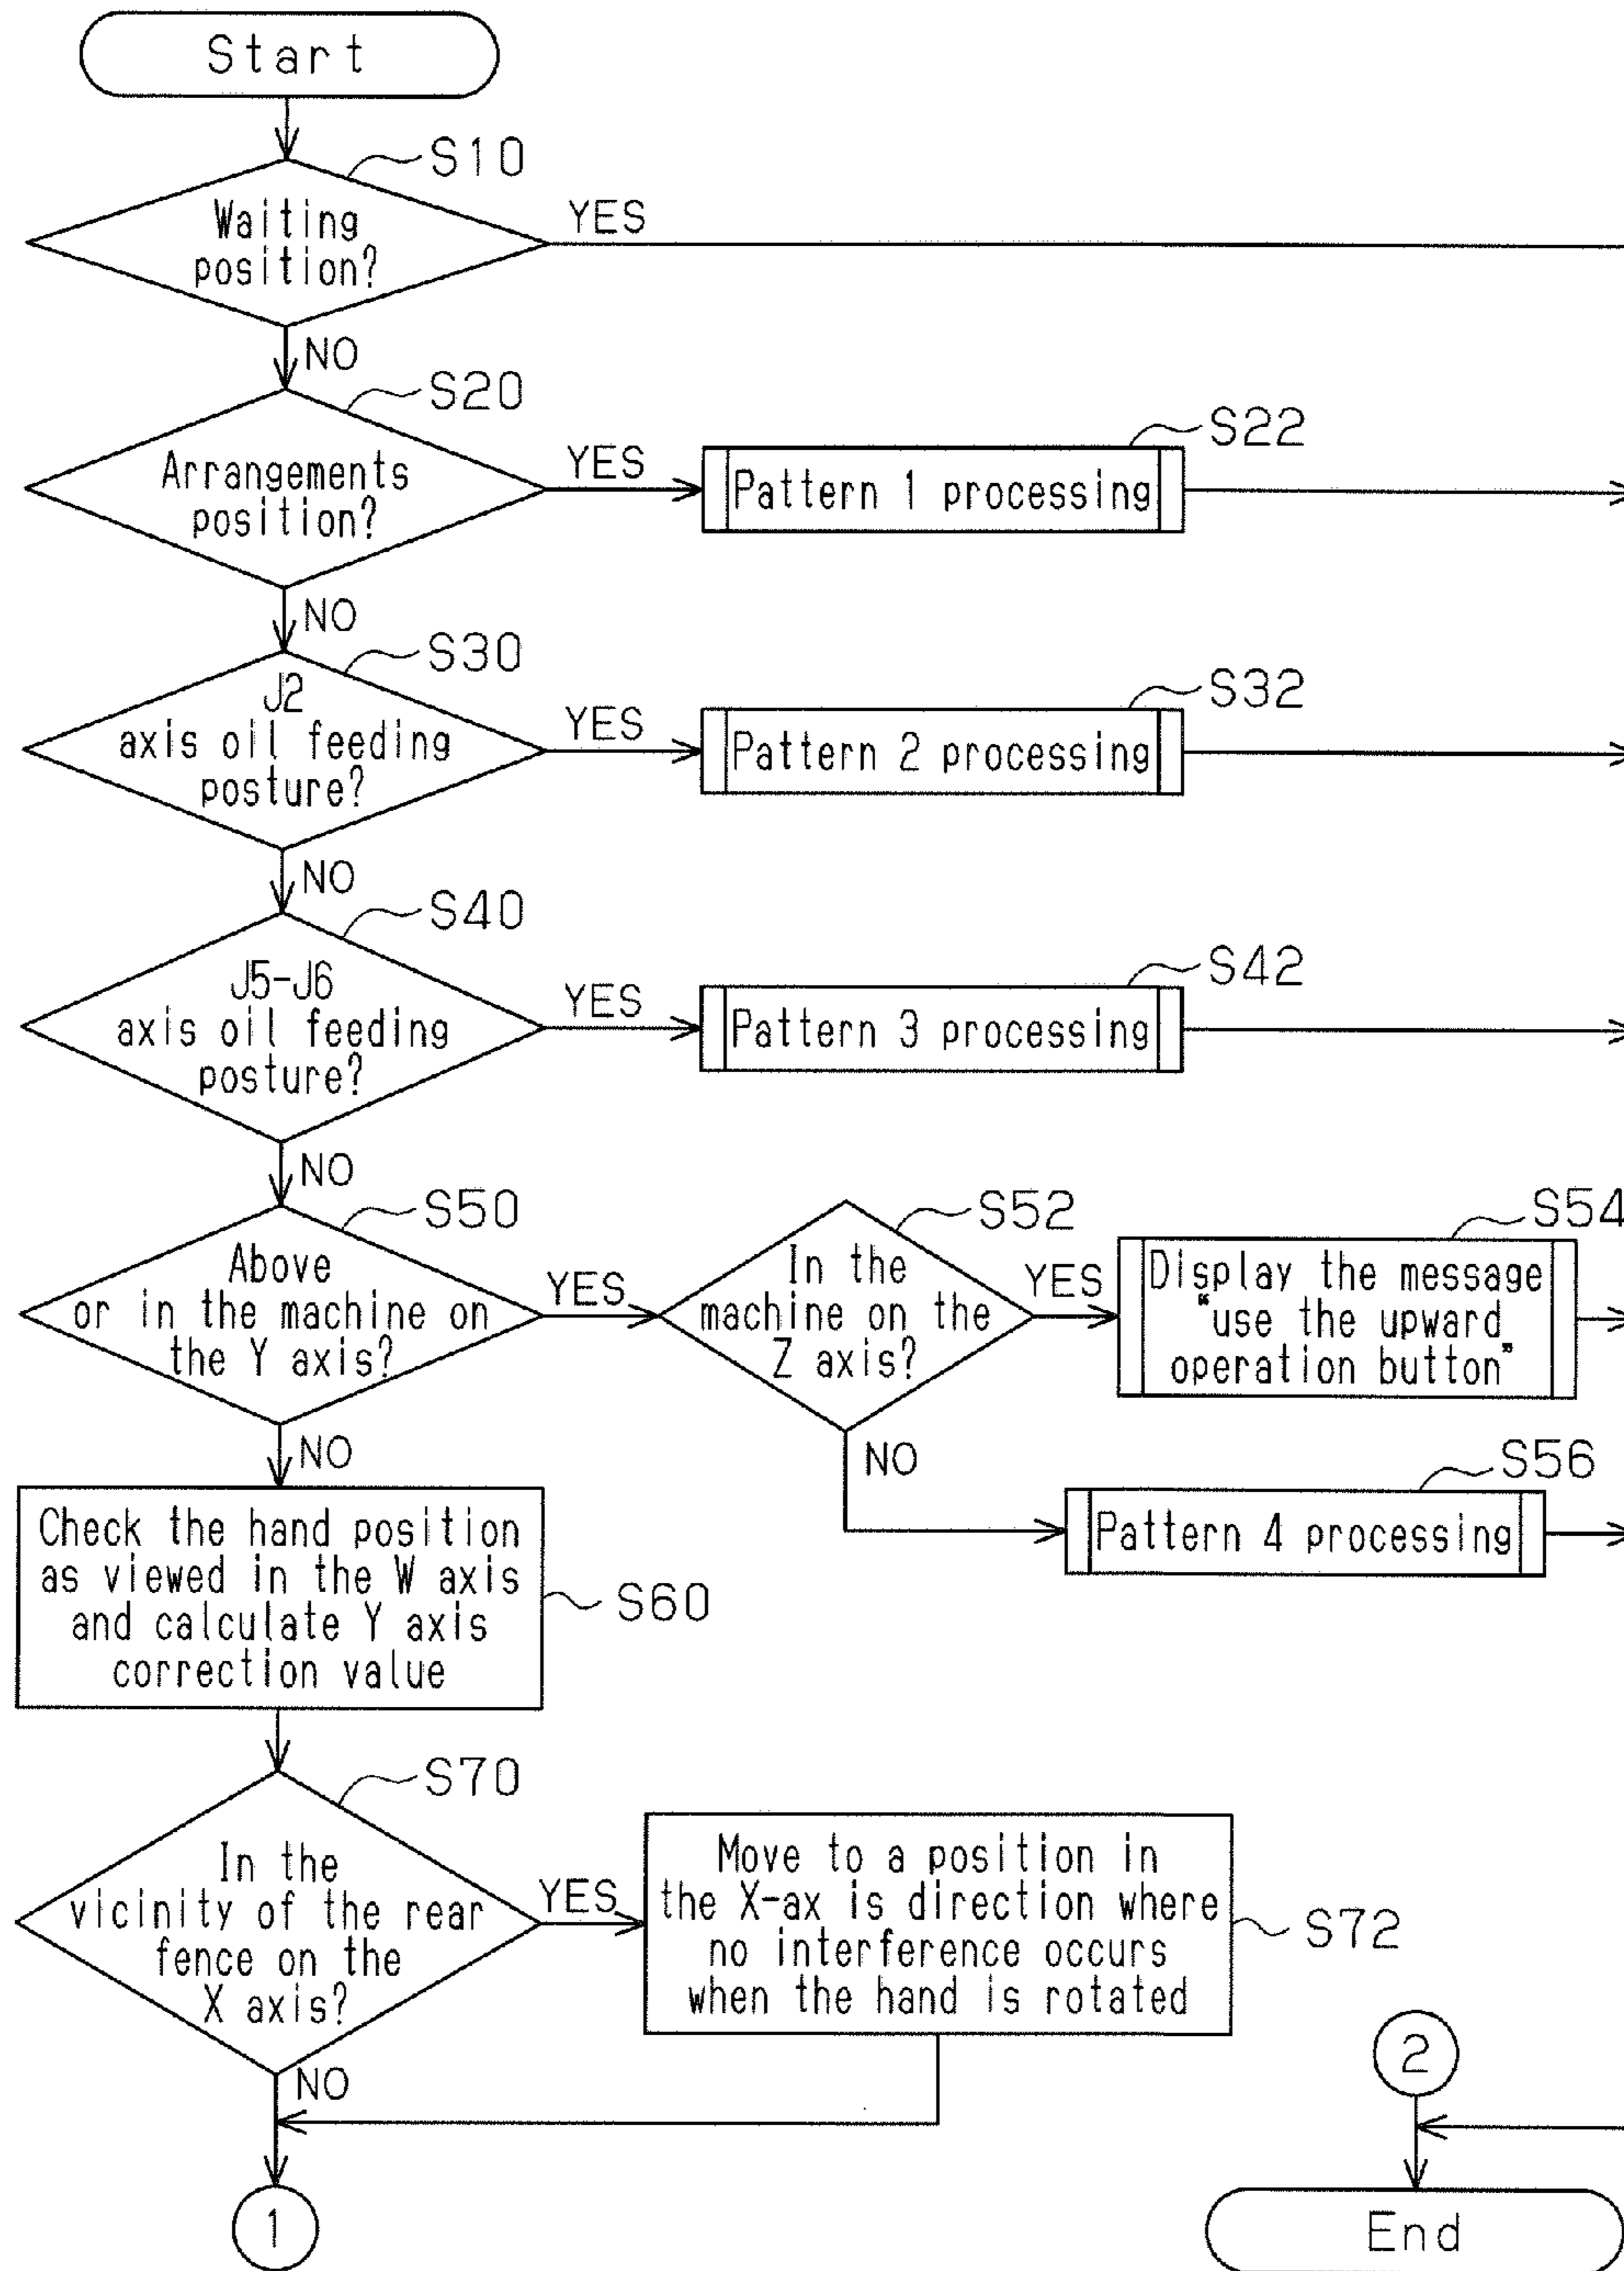 Start
S10
Waiting
position?
YES
NO
S20
Arrangements
position?
YES
S22
Pattern 1 processing
NO
S30
J2
axis oil feeding
posture?
YES
S32
Pattern 2 processing
NO
S40
J5-J6
axis oil feeding
posture?
YES
S42
Pattern 3 processing
NO
S50
Above
or in the machine on
the Y axis?
YES
S52
In the
machine on the
Z axis?
YES
S54
Display the message
"use the upward
operation button"
NO
NO
S56
Pattern 4 processing
Check the hand position
as viewed in the W axis
and calculate Y axis
correction value
S60
S70
In the
vicinity of the rear
fence on the
X axis?
YES
Move to a position in
the X-ax is direction where
no interference occurs
when the hand is rotated
S72
NO
2
1
End